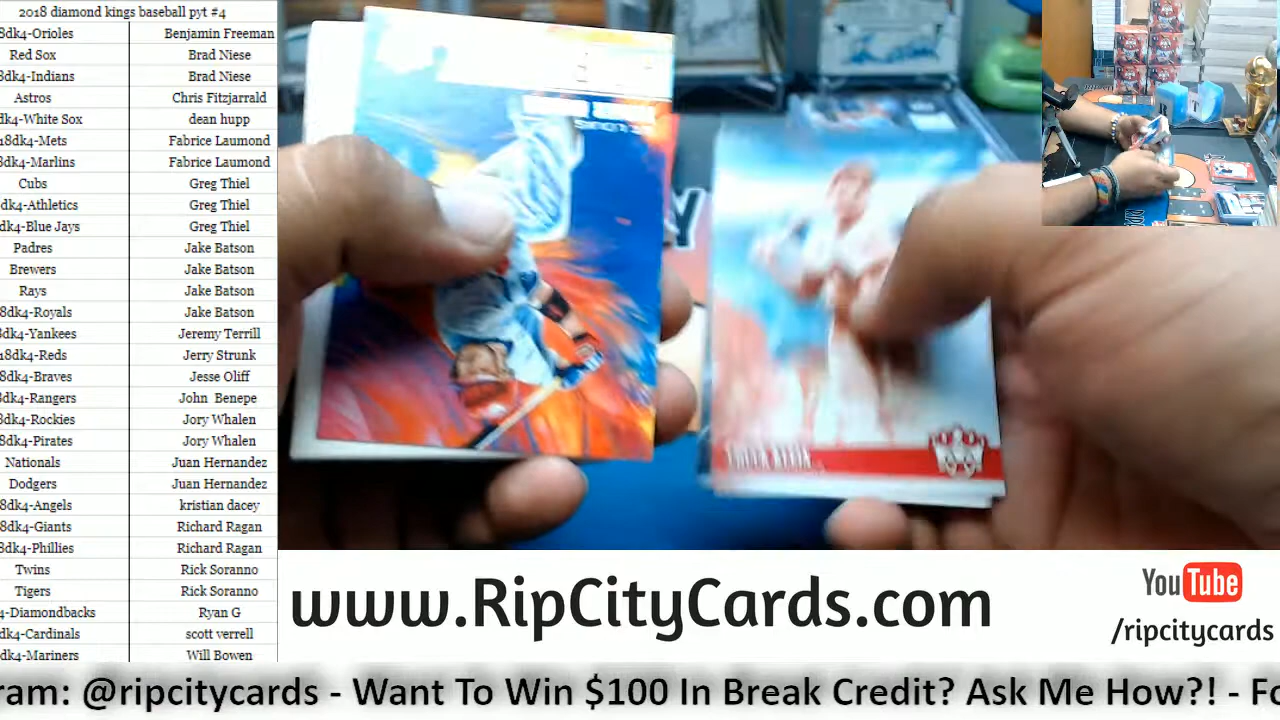 2018 diamond kings baseball pyt #4
8dk4-Orioles Benjamin Freeman
Red Sox Brad Niese
8dk4-Indians Brad Niese
Astros Chris Fitzjarrald
dk4-White Sox dean hupp
18dk4-Mets Fabrice Laumond
8dk4-Marlins Fabrice Laumond
Cubs Greg Thiel
dk4-Athletics Greg Thiel
dk4-Blue Jays Greg Thiel
Padres Jake Batson
Brewers Jake Batson
Rays Jake Batson
8dk4-Royals Jake Batson
8dk4-Yankees Jeremy Terrill
18dk4-Reds Jerry Strunk
8dk4-Braves Jesse Oliff
8dk4-Rangers John Benepe
8dk4-Rockies Jory Whalen
8dk4-Pirates Jory Whalen
Nationals Juan Hernandez
Dodgers Juan Hernandez
8dk4-Angels kristian dacey
8dk4-Giants Richard Ragan
8dk4-Phillies Richard Ragan
Twins Rick Soranno
Tigers Rick Soranno
4-Diamondbacks Ryan G
dk4-Cardinals scott verrell
dk4-Mariners Will Bowen
www.RipCityCards.com
YouTube
/ripcitycards
ram: @ripcitycards - Want To Win $100 In Break Credit? Ask Me How?! - Fo